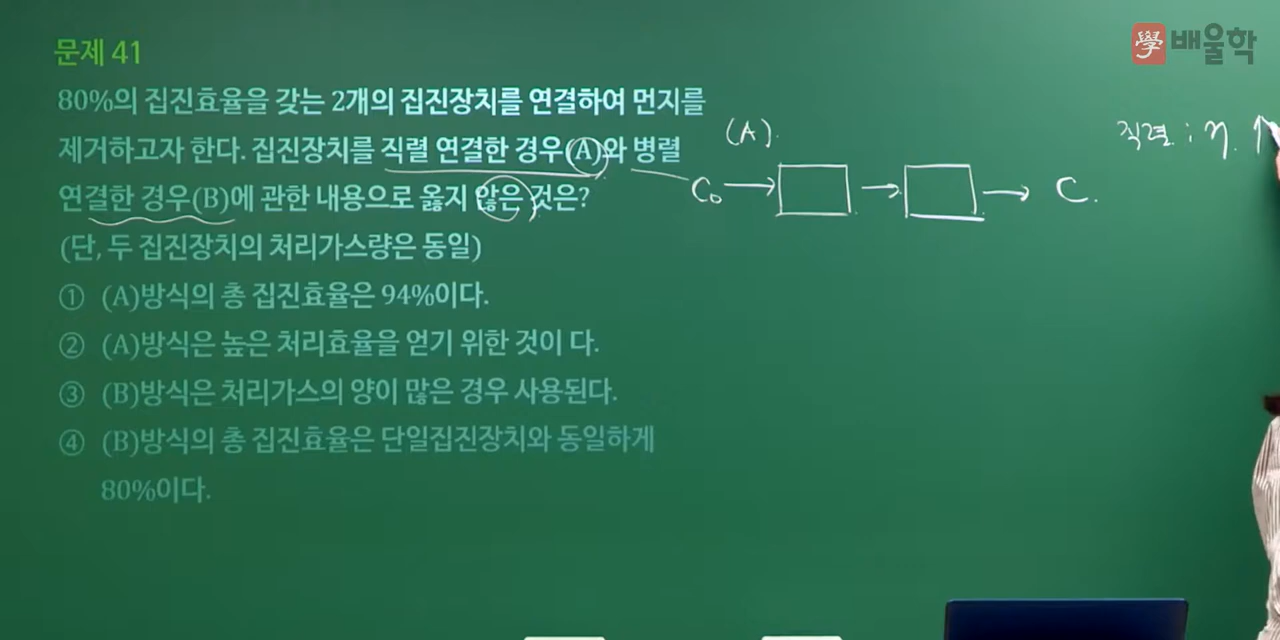 문제 41
80%의 집진효율을 갖는 2개의 집진장치를 연결하여 먼지를
제거하고자 한다. 집진장치를 직렬 연결한 경우(A)와 병렬
연결한 경우(B)에 관한 내용으로 옳지 않은 것은?
(단, 두 집진장치의 처리가스량은 동일)
① (A)방식의 총 집진효율은 94%이다.
② (A)방식은 높은 처리효율을 얻기 위한 것이 다.
③ (B)방식은 처리가스의 양이 많은 경우 사용된다.
④ (B)방식의 총 집진효율은 단일집진장치와 동일하게
80%이다.
(A).
C₀ → → → C.
직렬 : η. ↑
學 배울학